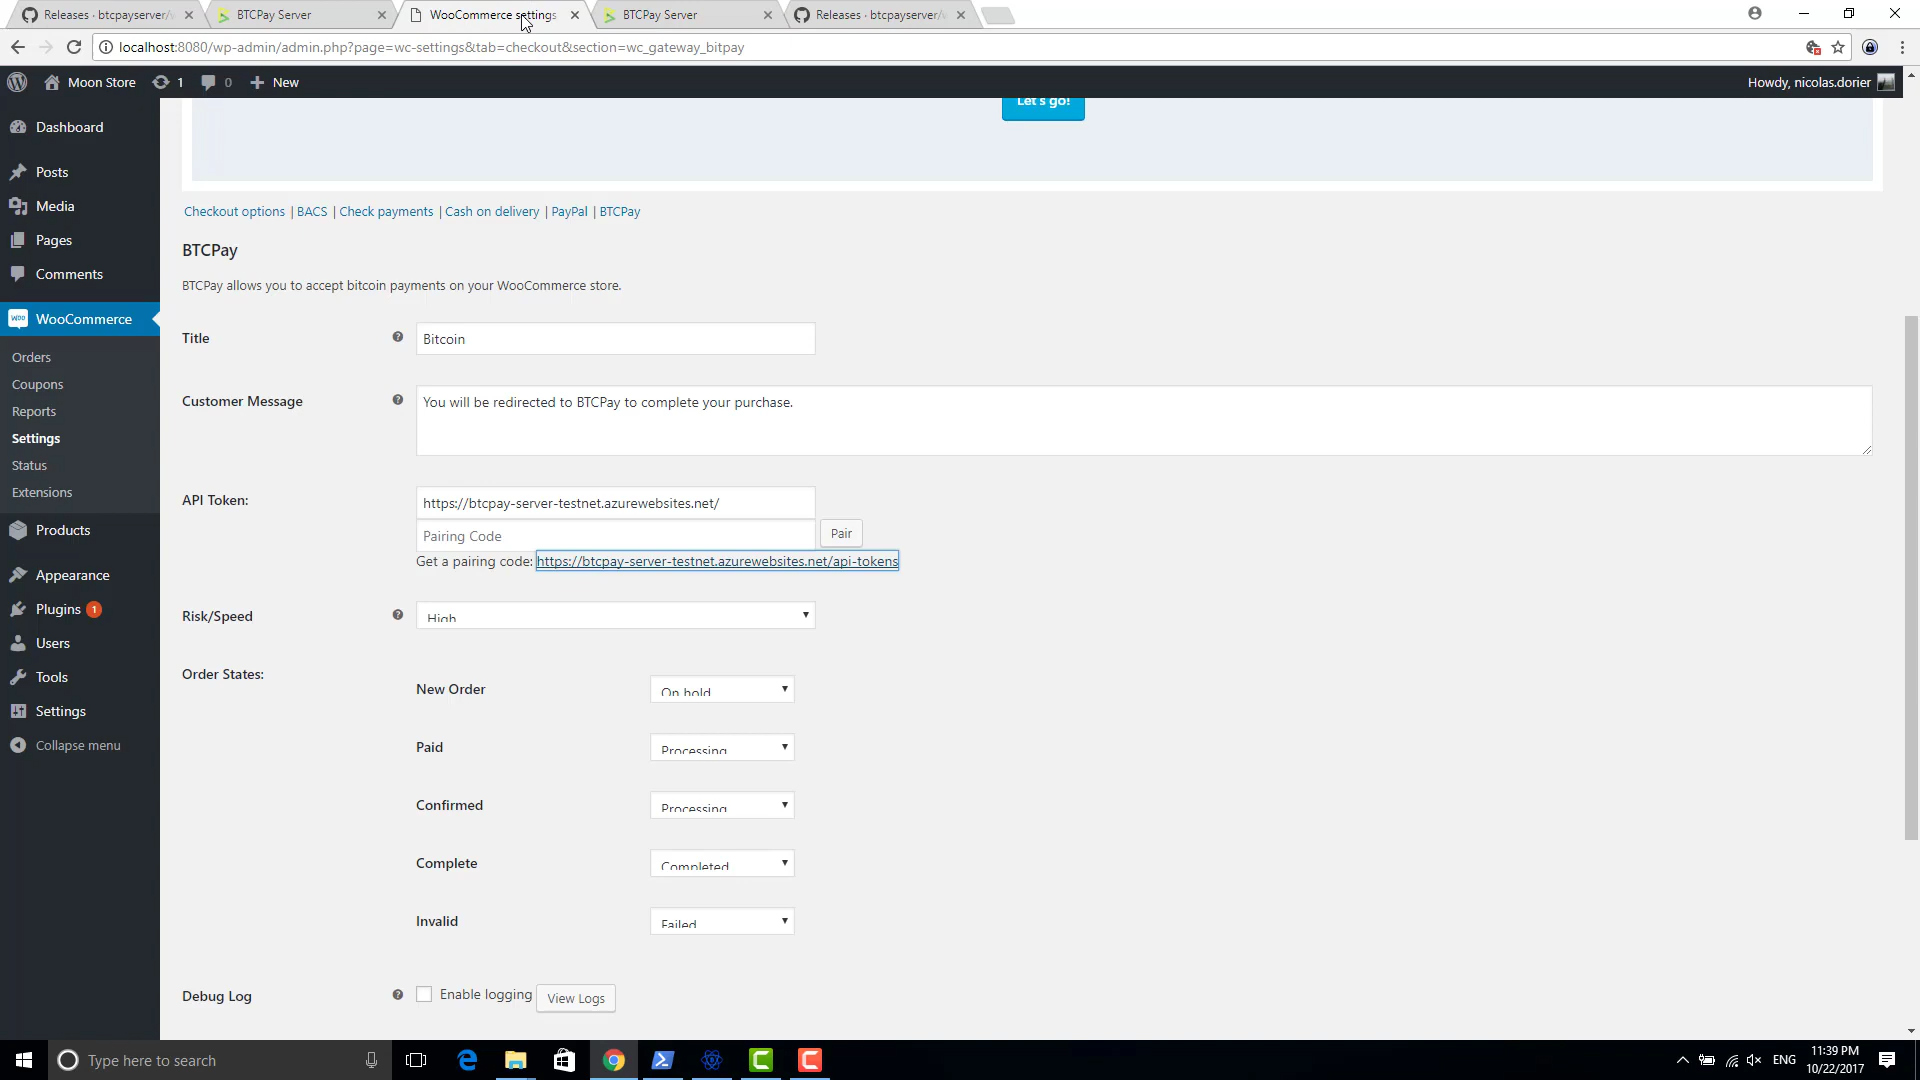 Releases · btcpayserver/
BTCPay Server
WooCommerce settings
BTCPay Server
Releases · btcpayserver/
localhost:8080/wp-admin/admin.php?page=wc-settings&tab=checkout&section=wc_gateway_bitpay
Moon Store
1
0
New
Howdy, nicolas.dorier
Let's go!
Dashboard
Posts
Media
Pages
Comments
WooCommerce
Orders
Coupons
Reports
Settings
Status
Extensions
Products
Appearance
Plugins 1
Users
Tools
Settings
Collapse menu
Checkout options | BACS | Check payments | Cash on delivery | PayPal | BTCPay
BTCPay
BTCPay allows you to accept bitcoin payments on your WooCommerce store.
Title
Bitcoin
Customer Message
You will be redirected to BTCPay to complete your purchase.
API Token:
https://btcpay-server-testnet.azurewebsites.net/
Pairing Code
Pair
Get a pairing code: https://btcpay-server-testnet.azurewebsites.net/api-tokens
Risk/Speed
High
Order States:
New Order
On hold
Paid
Processing
Confirmed
Processing
Complete
Completed
Invalid
Failed
Debug Log
Enable logging
View Logs
Type here to search
ENG
11:39 PM
10/22/2017